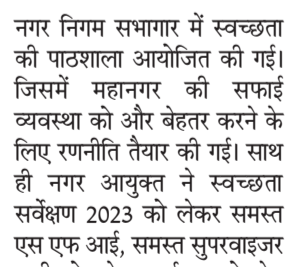 नगर निगम सभागार में स्वच्छता
की पाठशाला आयोजित की गई।
जिसमें महानगर की सफाई
व्यवस्था को और बेहतर करने के
लिए रणनीति तैयार की गई। साथ
ही नगर आयुक्त ने स्वच्छता
सर्वेक्षण 2023 को लेकर समस्त
एस एफ आई, समस्त सुपरवाइजर